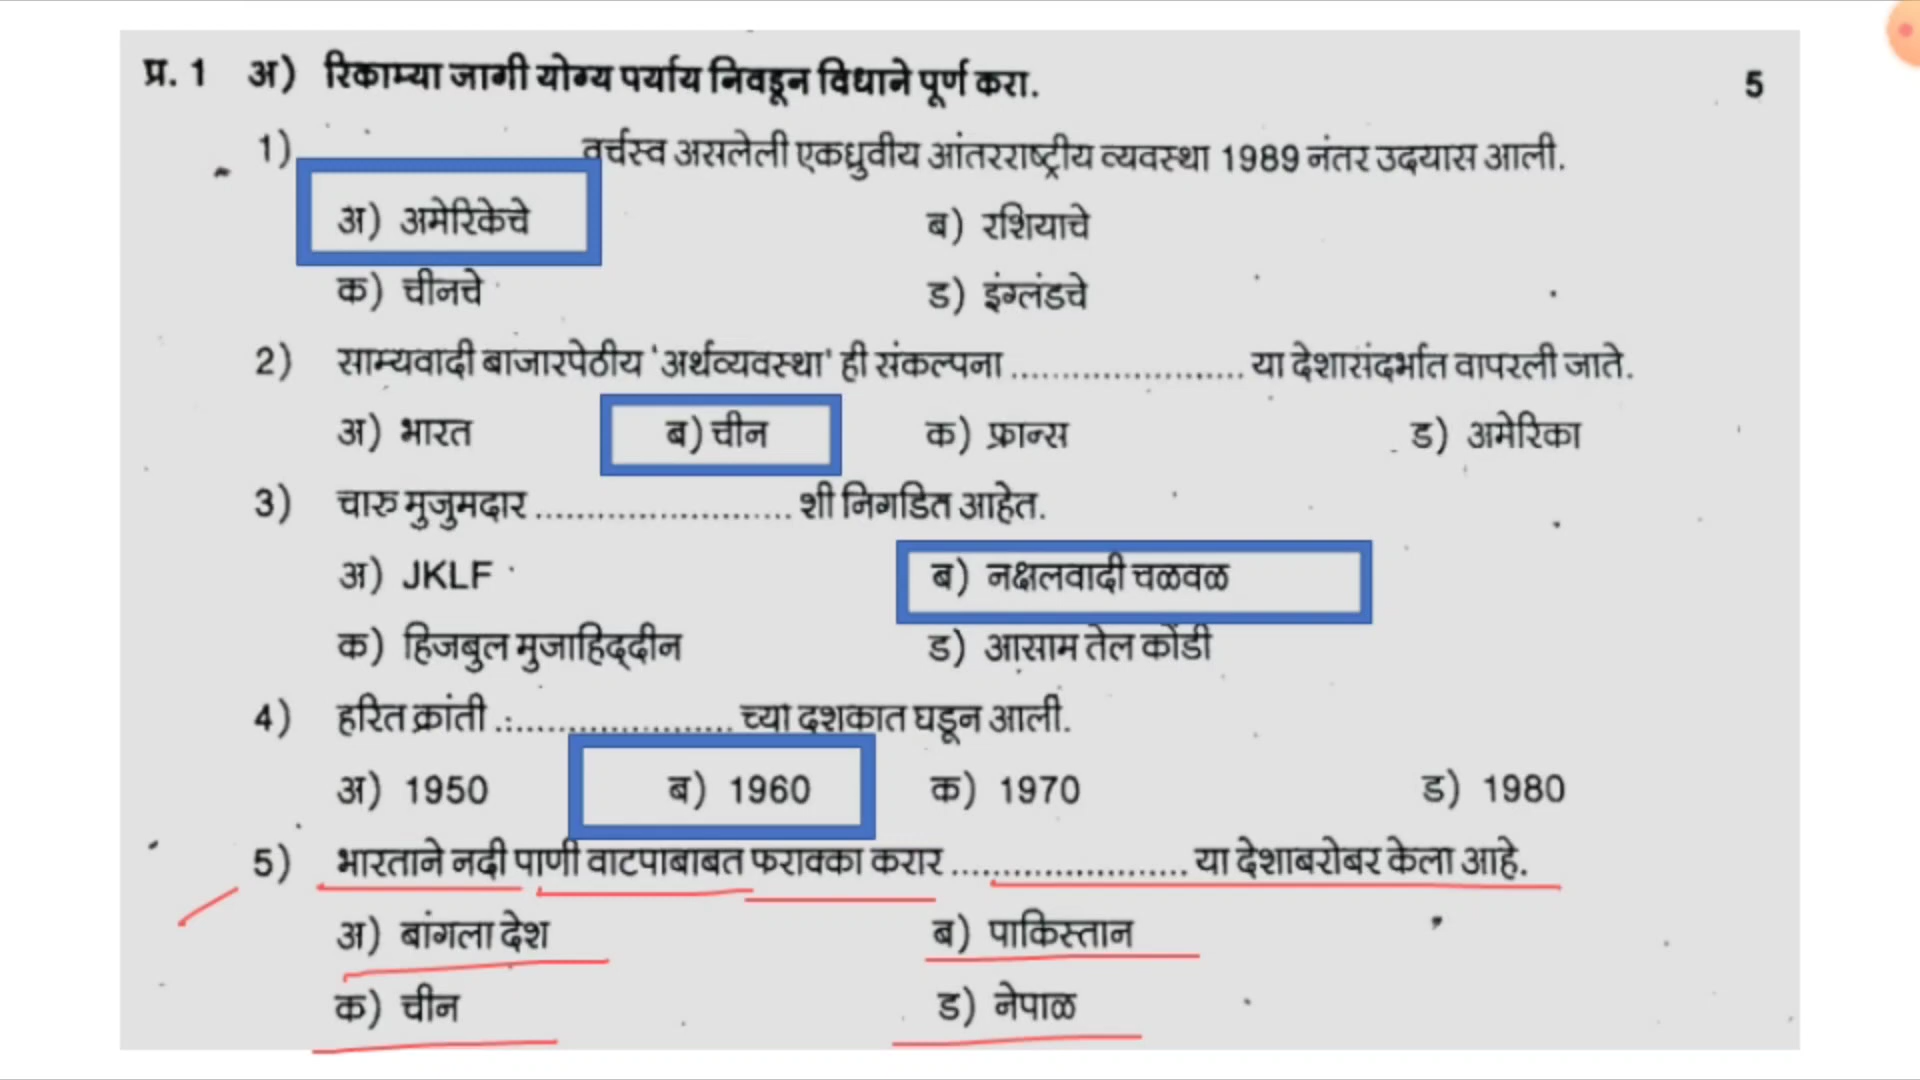 प्र. 1 अ) रिकाम्या जागी योग्य पर्याय निवडून विधाने पूर्ण करा. 5
1) वर्चस्व असलेली एकध्रुवीय आंतरराष्ट्रीय व्यवस्था 1989 नंतर उदयास आली.
अ) अमेरिकेचे ब) रशियाचे
क) चीनचे ड) इंग्लंडचे
2) साम्यवादी बाजारपेठीय 'अर्थव्यवस्था' ही संकल्पना ...................... या देशासंदर्भात वापरली जाते.
अ) भारत ब) चीन क) फ्रान्स ड) अमेरिका
3) चारु मुजुमदार ......................... शी निगडित आहेत.
अ) JKLF ब) नक्षलवादी चळवळ
क) हिजबुल मुजाहिद्दीन ड) आसाम तेल कोंडी
4) हरित क्रांती ....................... च्या दशकात घडून आली.
अ) 1950 ब) 1960 क) 1970 ड) 1980
5) भारताने नदी पाणी वाटपाबाबत फराक्का करार ....................... या देशाबरोबर केला आहे.
अ) बांगला देश ब) पाकिस्तान
क) चीन ड) नेपाळ